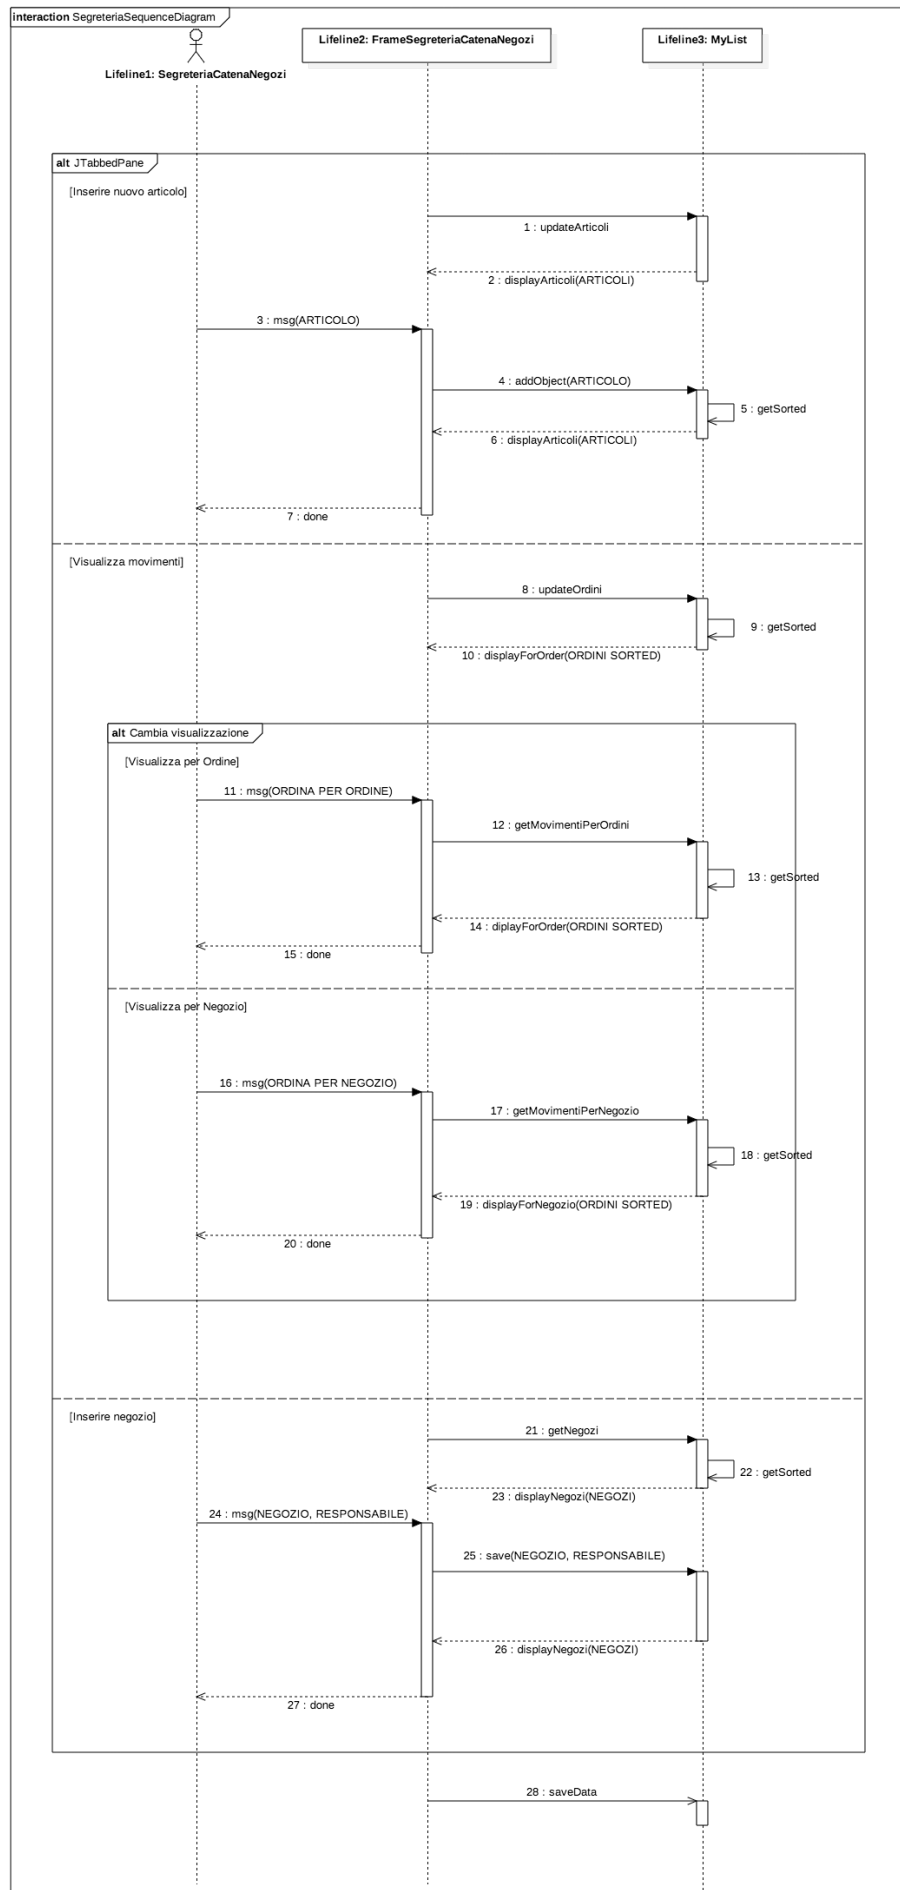 interaction SegreteriaSequenceDiagram
Lifeline1: SegreteriaCatenaNegozi
Lifeline2: FrameSegreteriaCatenaNegozi
Lifeline3: MyList
alt JTabbedPane
[Inserire nuovo articolo]
1 : updateArticoli
2 : displayArticoli(ARTICOLI)
3 : msg(ARTICOLO)
4 : addObject(ARTICOLO)
5 : getSorted
6 : displayArticoli(ARTICOLI)
7 : done
[Visualizza movimenti]
8 : updateOrdini
9 : getSorted
10 : displayForOrder(ORDINI SORTED)
alt Cambia visualizzazione
[Visualizza per Ordine]
11 : msg(ORDINA PER ORDINE)
12 : getMovimentiPerOrdini
13 : getSorted
14 : diplayForOrder(ORDINI SORTED)
15 : done
[Visualizza per Negozio]
16 : msg(ORDINA PER NEGOZIO)
17 : getMovimentiPerNegozio
18 : getSorted
19 : displayForNegozio(ORDINI SORTED)
20 : done
[Inserire negozio]
21 : getNegozi
22 : getSorted
23 : displayNegozi(NEGOZI)
24 : msg(NEGOZIO, RESPONSABILE)
25 : save(NEGOZIO, RESPONSABILE)
26 : displayNegozi(NEGOZI)
27 : done
28 : saveData